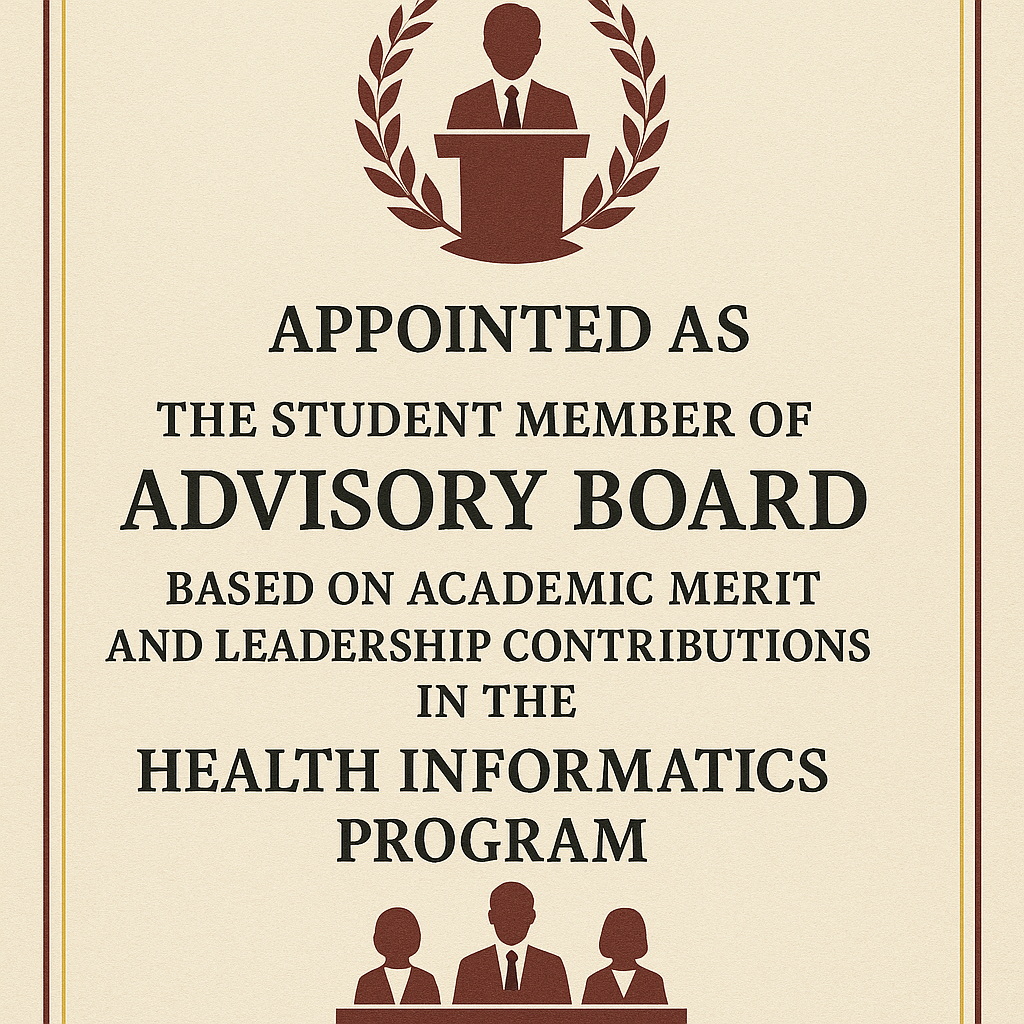 APPOINTED AS
THE STUDENT MEMBER OF
ADVISORY BOARD
BASED ON ACADEMIC MERIT
AND LEADERSHIP CONTRIBUTIONS
IN THE
HEALTH INFORMATICS
PROGRAM